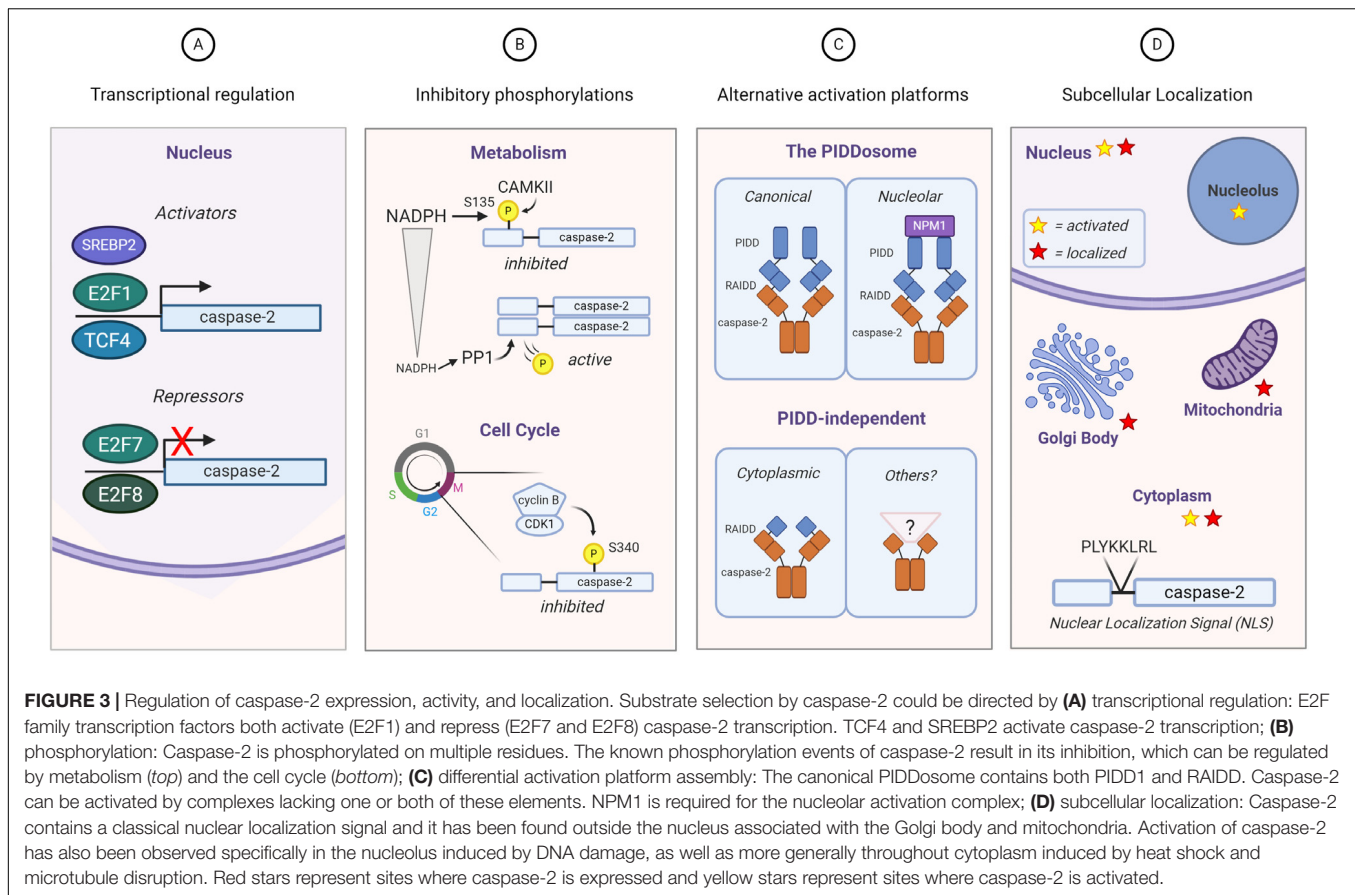 A
Transcriptional regulation
Nucleus
Activators
SREBP2
E2F1
TCF4
caspase-2
Repressors
E2F7
E2F8
X
caspase-2
B
Inhibitory phosphorylations
Metabolism
CAMKII
S135
NADPH
P
caspase-2
inhibited
caspase-2
caspase-2
NADPH
PP1
P
active
Cell Cycle
G1
S
M
G2
cyclin B
CDK1
P
S340
caspase-2
inhibited
C
Alternative activation platforms
The PIDDosome
Canonical
PIDD
RAIDD
caspase-2
Nucleolar
NPM1
PIDD
RAIDD
caspase-2
PIDD-independent
Cytoplasmic
RAIDD
caspase-2
Others?
?
D
Subcellular Localization
Nucleus
Nucleolus
= activated
= localized
Golgi Body
Mitochondria
Cytoplasm
PLYKKLRL
caspase-2
Nuclear Localization Signal (NLS)
FIGURE 3 | Regulation of caspase-2 expression, activity, and localization. Substrate selection by caspase-2 could be directed by (A) transcriptional regulation: E2F
family transcription factors both activate (E2F1) and repress (E2F7 and E2F8) caspase-2 transcription. TCF4 and SREBP2 activate caspase-2 transcription; (B)
phosphorylation: Caspase-2 is phosphorylated on multiple residues. The known phosphorylation events of caspase-2 result in its inhibition, which can be regulated
by metabolism (top) and the cell cycle (bottom); (C) differential activation platform assembly: The canonical PIDDosome contains both PIDD1 and RAIDD. Caspase-2
can be activated by complexes lacking one or both of these elements. NPM1 is required for the nucleolar activation complex; (D) subcellular localization: Caspase-2
contains a classical nuclear localization signal and it has been found outside the nucleus associated with the Golgi body and mitochondria. Activation of caspase-2
has also been observed specifically in the nucleolus induced by DNA damage, as well as more generally throughout cytoplasm induced by heat shock and
microtubule disruption. Red stars represent sites where caspase-2 is expressed and yellow stars represent sites where caspase-2 is activated.